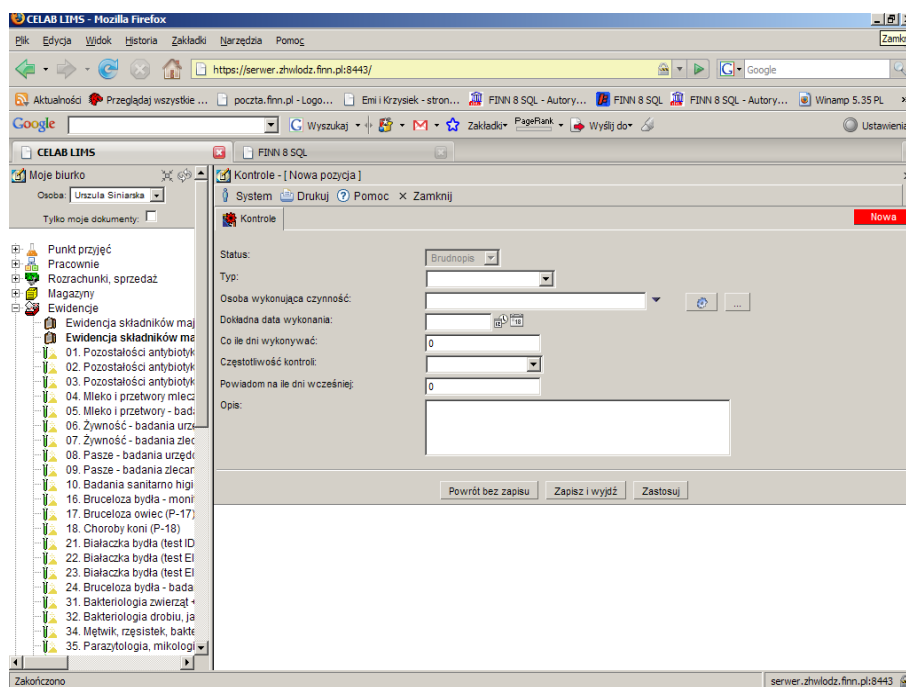 CELAB LIMS - Mozilla Firefox
Plik Edycja Widok Historia Zakładki Narzędzia Pomoc
https://serwer.zhwlodz.finn.pl:8443/ Google
Aktualności Przeglądaj wszystkie ... poczta.finn.pl - Logo... Emi i Krzysiek - stron... FINN 8 SQL - Autory... FINN 8 SQL FINN 8 SQL - Autory... Winamp 5.35 PL
Google Wyszukaj Zakładki PageRank Wyślij do Ustawienia
CELAB LIMS FINN 8 SQL
Moje biurko
Osoba: Urszula Siniarska
Tylko moje dokumenty:
Punkt przyjęć
Pracownie
Rozrachunki, sprzedaż
Magazyny
Ewidencje
Ewidencja składników maj
Ewidencja składników ma
01. Pozostałości antybiotyk
02. Pozostałości antybiotyk
03. Pozostałości antybiotyk
04. Mleko i przetwory mlecz
05. Mleko i przetwory - bada
06. Żywność - badania urzę
07. Żywność - badania zlec
08. Pasze - badania urzędo
09. Pasze - badania zlecan
10. Badania sanitarno higi
16. Bruceloza bydła - monit
17. Bruceloza owiec (P-17)
18. Choroby koni (P-18)
21. Białaczka bydła (test ID
22. Białaczka bydła (test El
23. Białaczka bydła (test El
24. Bruceloza bydła - bada
31. Bakteriologia zwierząt +
32. Bakteriologia drobiu, ja
34. Mętwik, rzęsistek, bakte
35. Parazytologia, mikologi
Kontrole - [ Nowa pozycja ]
System Drukuj Pomoc Zamknij
Kontrole Nowa
Status: Brudnopis
Typ:
Osoba wykonująca czynność: ...
Dokładna data wykonania:
Co ile dni wykonywać: 0
Częstotliwość kontroli:
Powiadom na ile dni wcześniej: 0
Opis:
Powrót bez zapisu Zapisz i wyjdź Zastosuj
Zakończono serwer.zhwlodz.finn.pl:8443